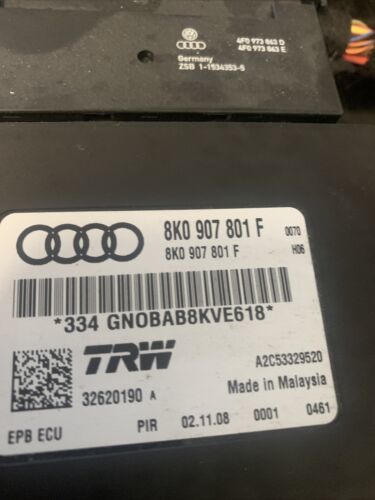 4F0 973 863 D
4F0 973 863 E
Germany
ZSB 1-1534353-5
8K0 907 801 F 0070
8K0 907 801 F H06
*334 GNOBAB8KVE618*
TRW
A2C53329520
32620190 A
Made in Malaysia
EPB ECU PIR 02.11.08 0001 0461